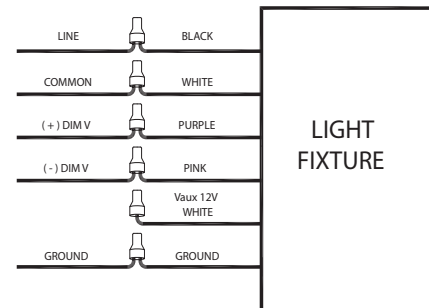 LINE BLACK
COMMON WHITE
( + ) DIM V PURPLE
( - ) DIM V PINK
Vaux 12V
WHITE
GROUND GROUND
LIGHT
FIXTURE